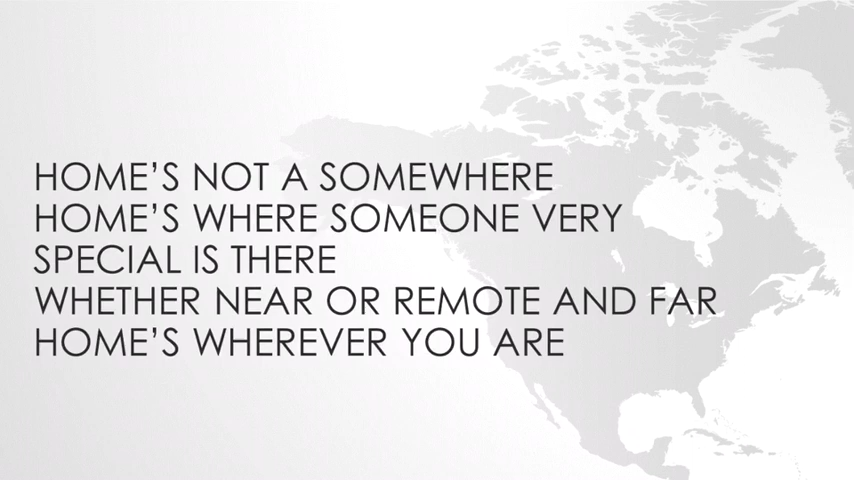 HOME’S NOT A SOMEWHERE
HOME’S WHERE SOMEONE VERY
SPECIAL IS THERE
WHETHER NEAR OR REMOTE AND FAR
HOME’S WHEREVER YOU ARE